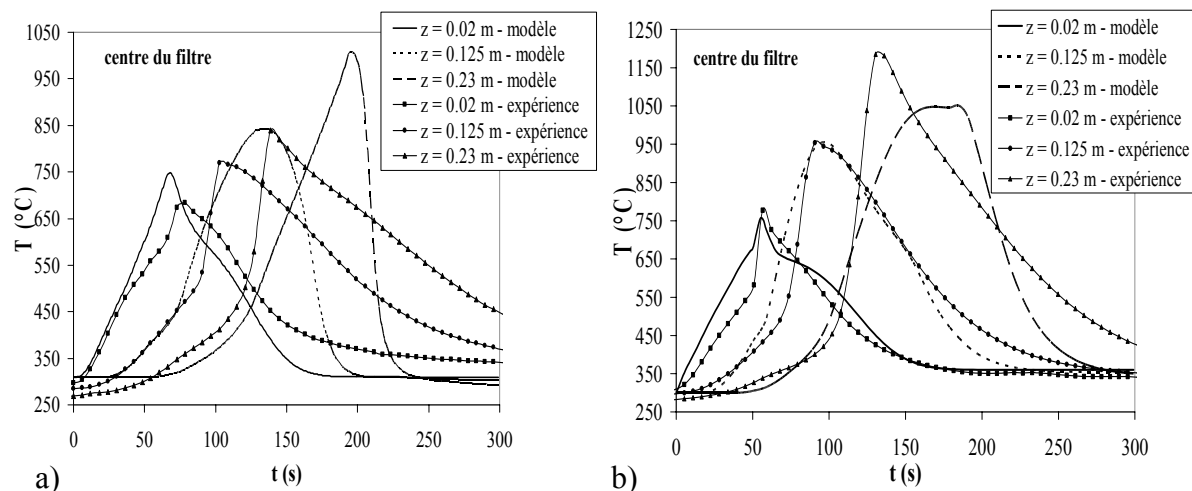 1050
950
850
750
650
550
450
350
250
T (°C)
centre du filtre
z = 0.02 m - modèle
z = 0.125 m - modèle
z = 0.23 m - modèle
z = 0.02 m - expérience
z = 0.125 m - expérience
z = 0.23 m - expérience
0 50 100 150 200 250 300
t (s)
a)
1250
1150
1050
950
850
750
650
550
450
350
250
T (°C)
centre du filtre
z = 0.02 m - modèle
z = 0.125 m - modèle
z = 0.23 m - modèle
z = 0.02 m - expérience
z = 0.125 m - expérience
z = 0.23 m - expérience
0 50 100 150 200 250 300
t (s)
b)